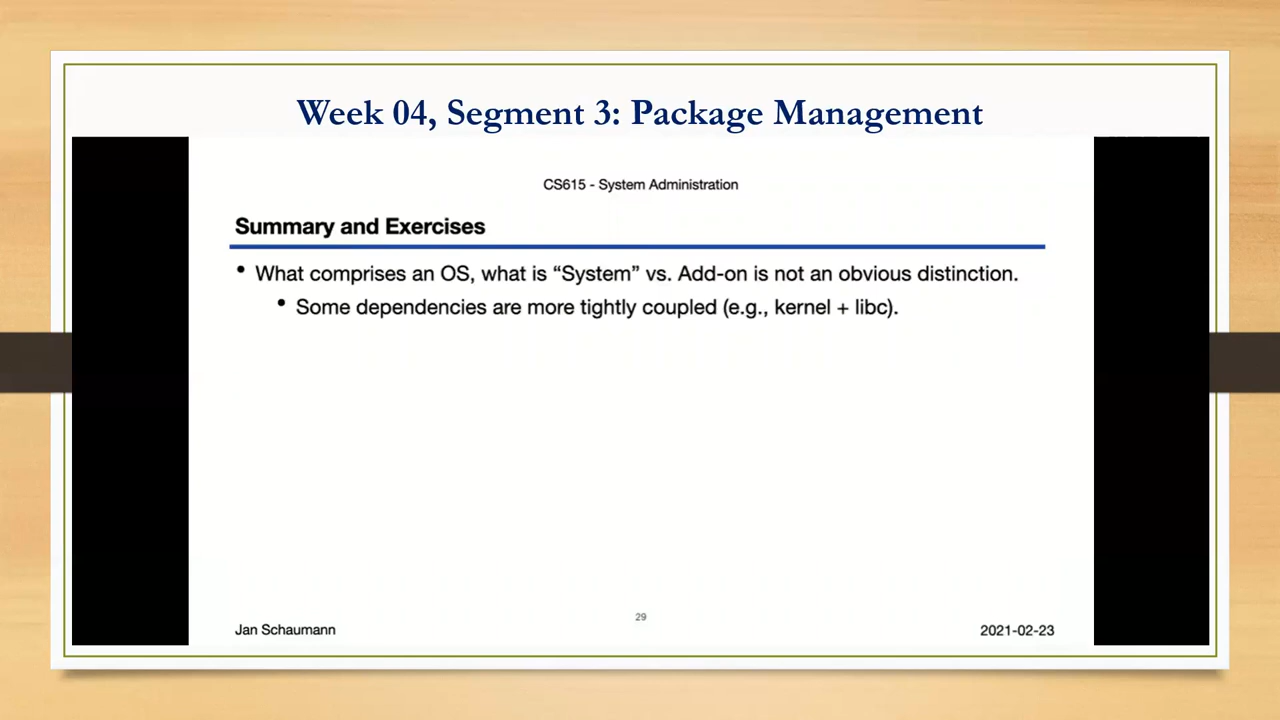 Week 04, Segment 3: Package Management
CS615 - System Administration
Summary and Exercises
• What comprises an OS, what is “System” vs. Add-on is not an obvious distinction.
• Some dependencies are more tightly coupled (e.g., kernel + libc).
29
Jan Schaumann
2021-02-23